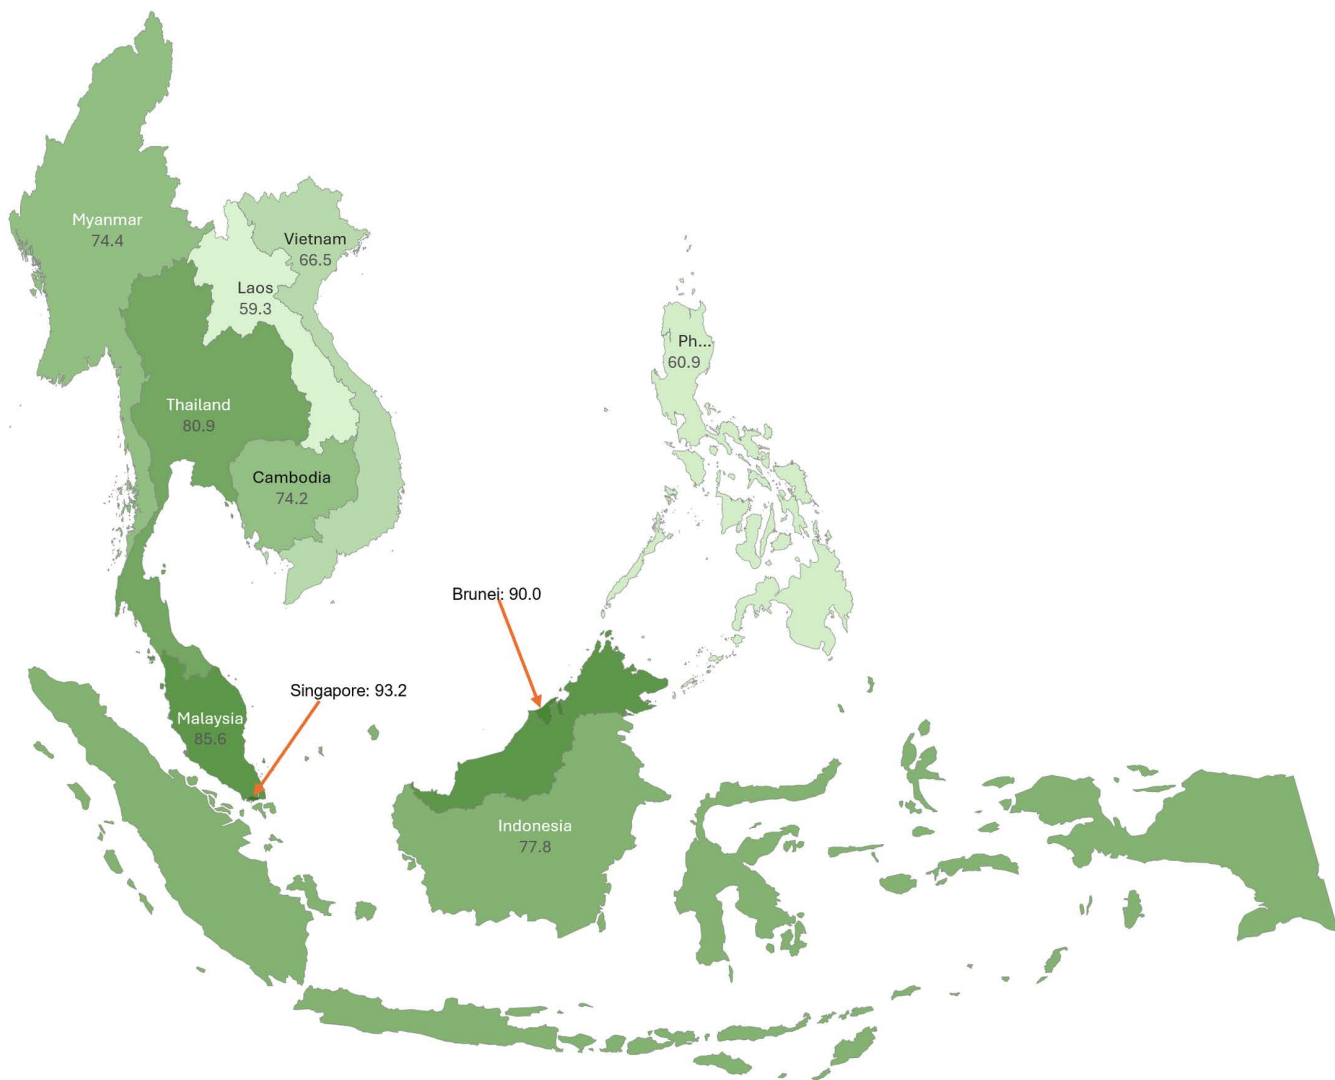 Myanmar
74.4
Vietnam
66.5
Laos
59.3
Ph...
60.9
Thailand
80.9
Cambodia
74.2
Brunei: 90.0
Singapore: 93.2
Malaysia
85.6
Indonesia
77.8